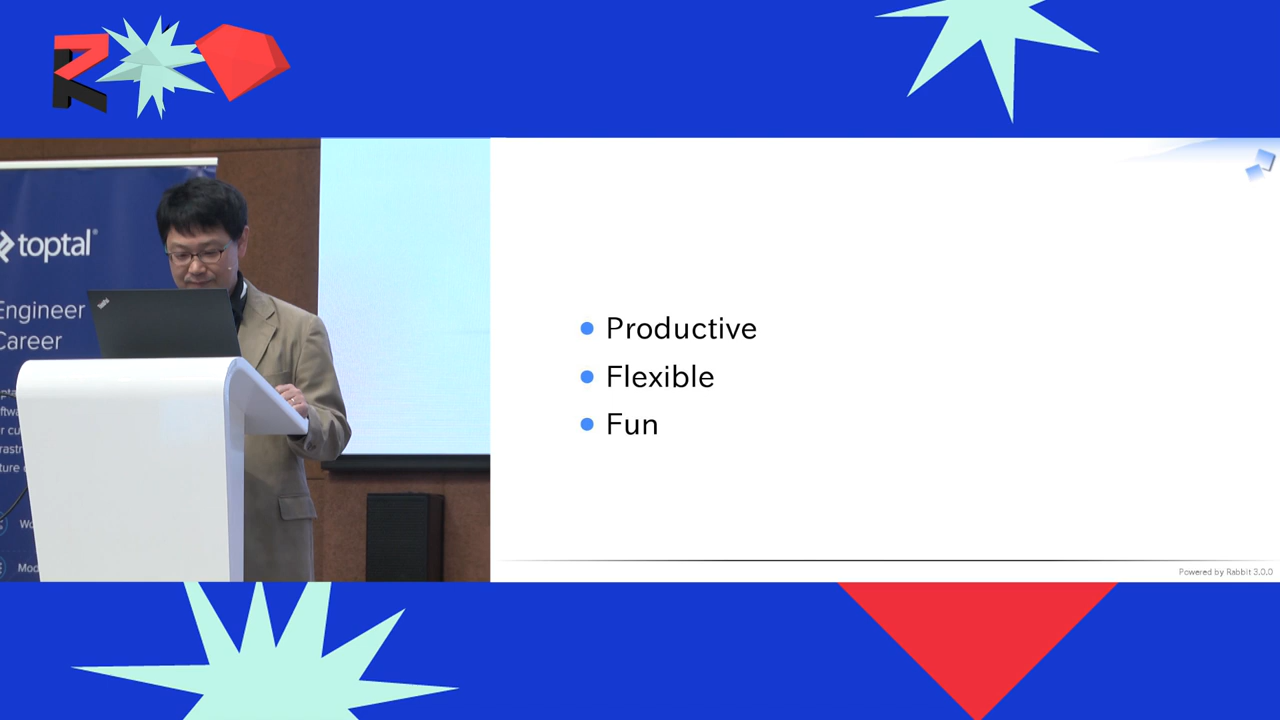 toptal
Engineer
Career
Productive
Flexible
Fun
Powered by Rabbit 3.0.0